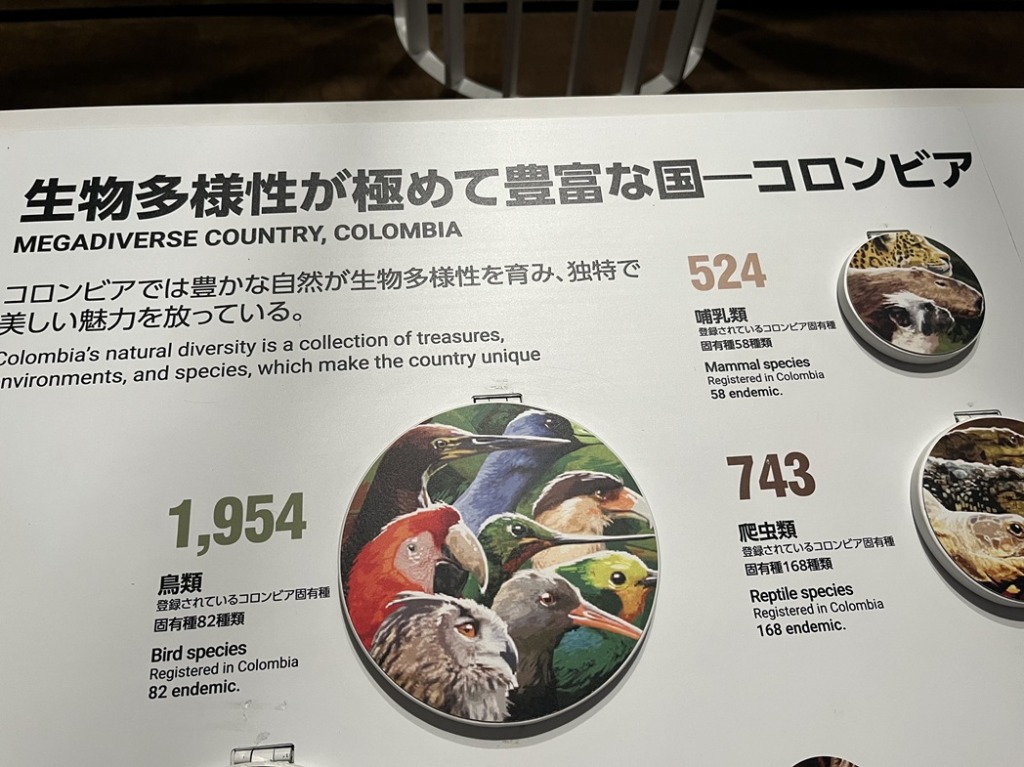 生物多様性が極めて豊富な国―コロンビア
MEGADIVERSE COUNTRY, COLOMBIA
コロンビアでは豊かな自然が生物多様性を育み、独特で
美しい魅力を放っている。
Colombia's natural diversity is a collection of treasures,
nvironments, and species, which make the country unique
524
哺乳類
登録されているコロンビア固有種
固有種58種類
Mammal species
Registered in Colombia
58 endemic.
1,954
鳥類
登録されているコロンビア固有種
固有種82種類
Bird species
Registered in Colombia
82 endemic.
743
爬虫類
登録されているコロンビア固有種
固有種168種類
Reptile species
Registered in Colombia
168 endemic.